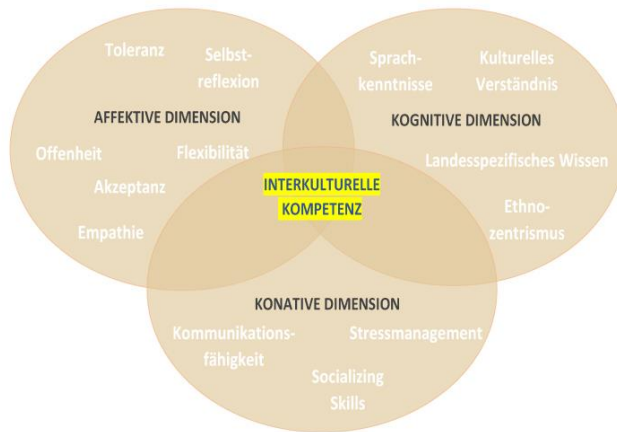 Toleranz
Selbst-
reflexion
AFFEKTIVE DIMENSION
Offenheit
Flexibilität
Akzeptanz
Empathie
Sprach-
kenntnisse
Kulturelles
Verständnis
KOGNITIVE DIMENSION
Landesspezifisches Wissen
Ethno-
zentrismus
INTERKULTURELLE
KOMPETENZ
KONATIVE DIMENSION
Kommunikations-
fähigkeit
Stressmanagement
Socializing
Skills